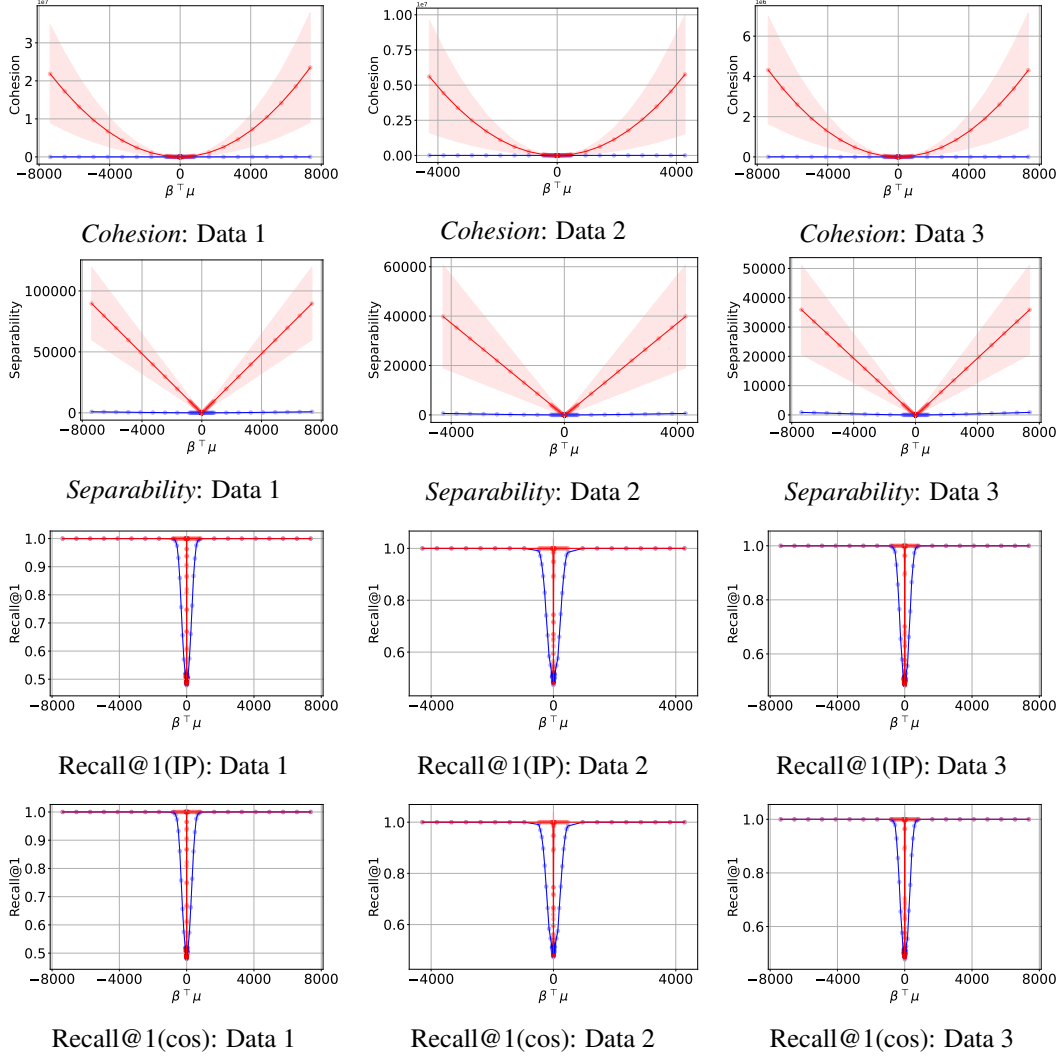 1e7
3
2
1
0
Cohesion
−8000 −4000 0 4000 8000
β⊤μ
Cohesion: Data 1
1e7
1.00
0.75
0.50
0.25
0.00
Cohesion
−4000 0 4000
β⊤μ
Cohesion: Data 2
1e6
6
4
2
0
Cohesion
−8000 −4000 0 4000 8000
β⊤μ
Cohesion: Data 3
100000
50000
0
Separability
−8000 −4000 0 4000 8000
β⊤μ
Separability: Data 1
60000
40000
20000
0
Separability
−4000 0 4000
β⊤μ
Separability: Data 2
50000
40000
30000
20000
10000
0
Separability
−8000 −4000 0 4000 8000
β⊤μ
Separability: Data 3
1.0
0.9
0.8
0.7
0.6
0.5
Recall@1
−8000 −4000 0 4000 8000
β⊤μ
Recall@1(IP): Data 1
1.0
0.8
0.6
Recall@1
−4000 0 4000
β⊤μ
Recall@1(IP): Data 2
1.0
0.8
0.6
Recall@1
−8000 −4000 0 4000 8000
β⊤μ
Recall@1(IP): Data 3
1.0
0.9
0.8
0.7
0.6
0.5
Recall@1
−8000 −4000 0 4000 8000
β⊤μ
Recall@1(cos): Data 1
1.0
0.8
0.6
Recall@1
−4000 0 4000
β⊤μ
Recall@1(cos): Data 2
1.0
0.8
0.6
Recall@1
−8000 −4000 0 4000 8000
β⊤μ
Recall@1(cos): Data 3